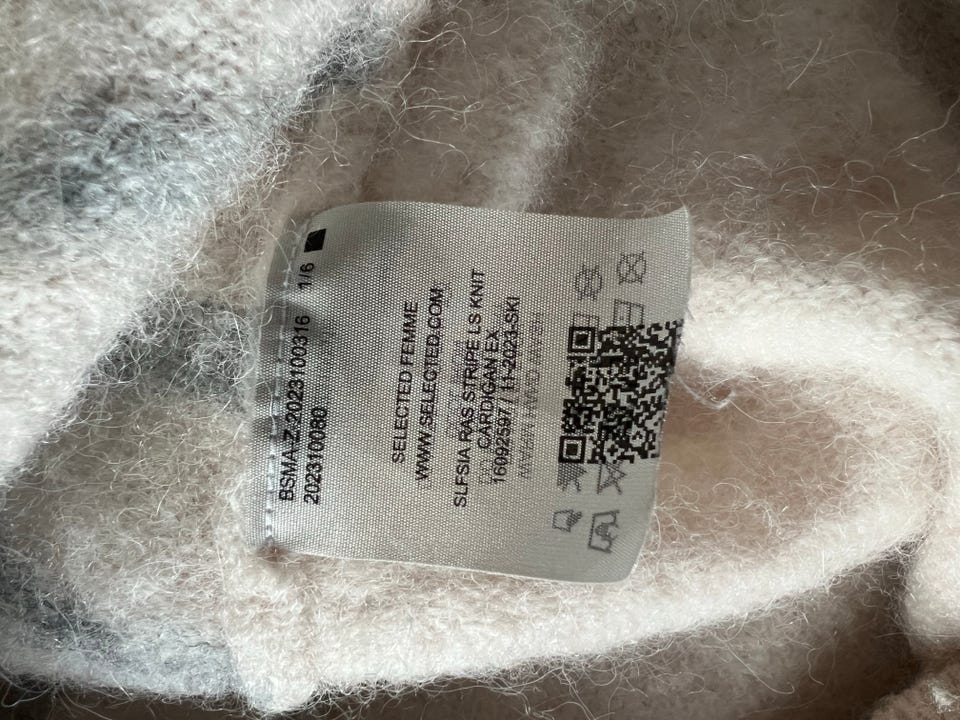 BSMA-Z-2023100316 1/6
2023100080
SELECTED FEMME
WWW.SELECTED.COM
SLFSIA RAS STRIPE LS KNIT
CARDIGAN EX
16092597 / 11-2023-SKI